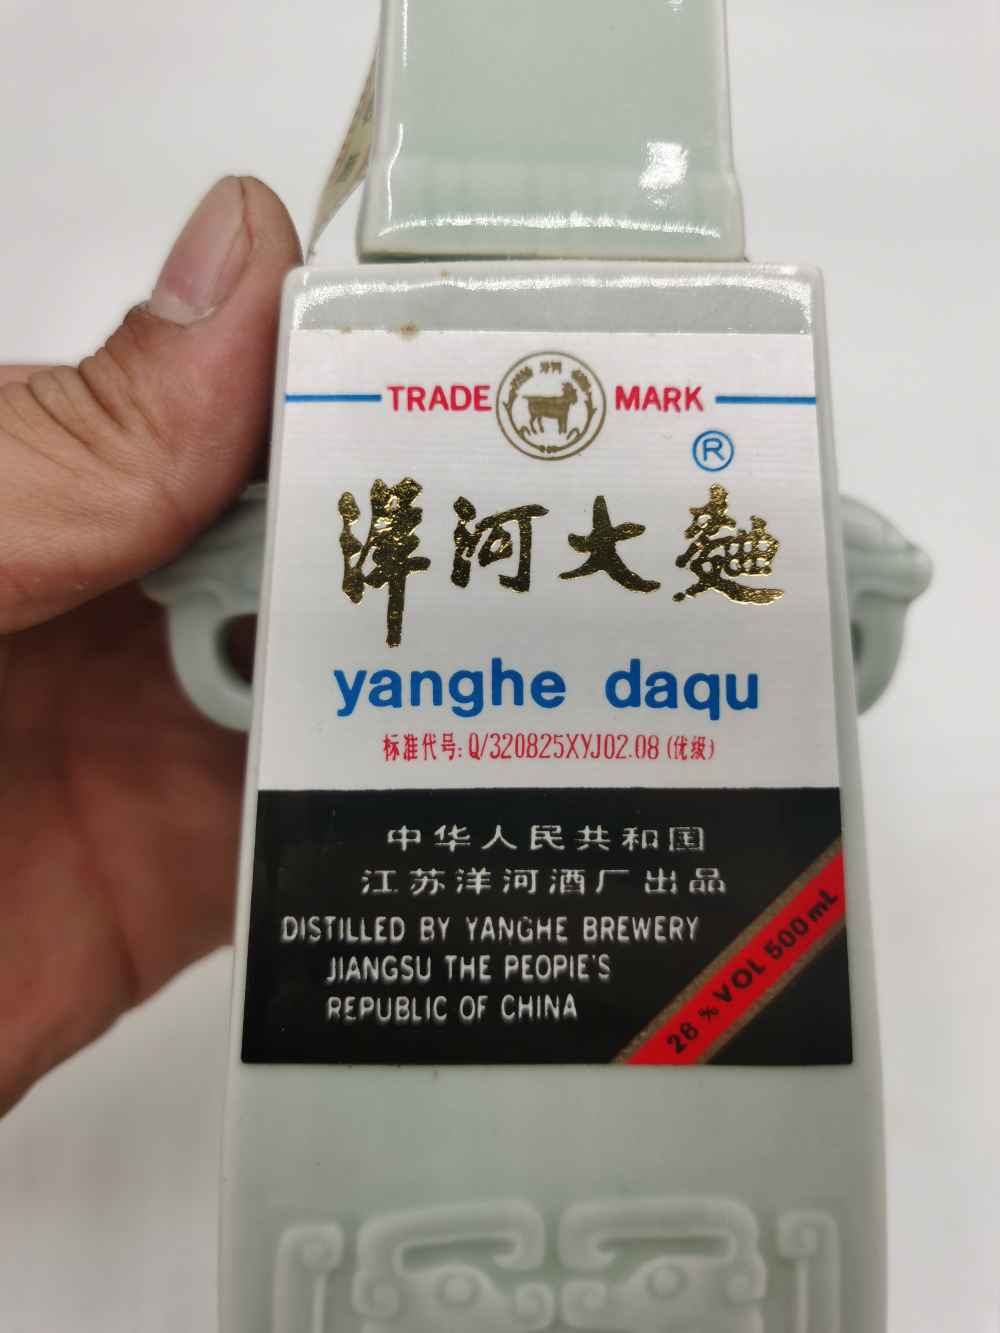 TRADE MARK
®
洋河大麯
yanghe daqu
标准代号:Q/320825XYJ02.08(优级)
中华人民共和国
江苏洋河酒厂出品
DISTILLED BY YANGHE BREWERY
JIANGSU THE PEOPIE'S
REPUBLIC OF CHINA
28%VOL 500mL